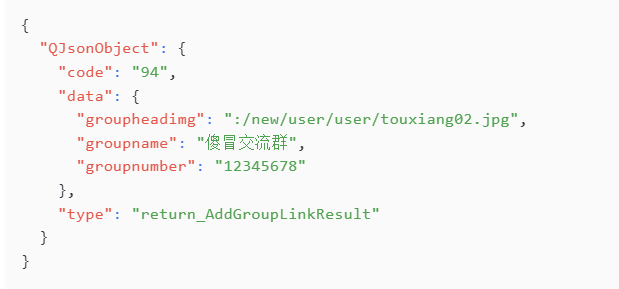 {
  "QJsonObject": {
    "code": "94",
    "data": {
      "groupheadimg": ":/new/user/user/touxiang02.jpg",
      "groupname": "傻冒交流群",
      "groupnumber": "12345678"
    },
    "type": "return_AddGroupLinkResult"
  }
}